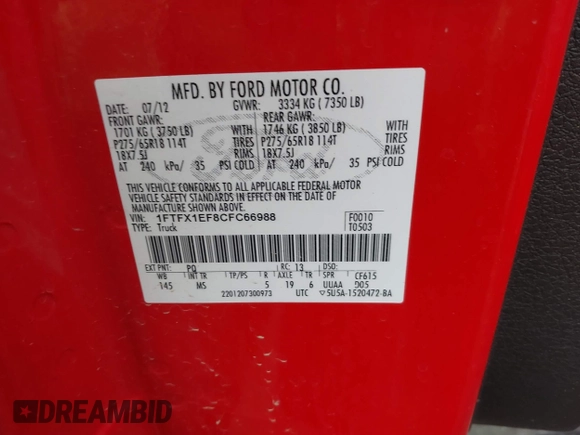 MFD. BY FORD MOTOR CO.
DATE: 07/12 GVWR: 3334 KG ( 7350 LB)
FRONT GAWR: REAR GAWR:
1701 KG ( 3750 LB) WITH 1746 KG ( 3850 LB) WITH
P275/65R18 114T TIRES P275/65R18 114T TIRES
18X7.5J RIMS 18X7.5J RIMS
AT 240 kPa/ 35 PSI COLD AT 240 kPa/ 35 PSI COLD
THIS VEHICLE CONFORMS TO ALL APPLICABLE FEDERAL MOTOR
VEHICLE SAFETY STANDARDS IN EFFECT ON THE DATE OF
MANUFACTURE SHOWN ABOVE.
VIN: 1FTFX1EF8CFC66988 F0010
TYPE: Truck T0503
EXT PNT: PQ RC: 13 DSO:
WB INT TR TP/PS R AXLE TR SPR CF615
145 MS 5 19 6 UUAA 005
2201207300973 UTC ▽5U5A-1520472-BA
DREAMBID